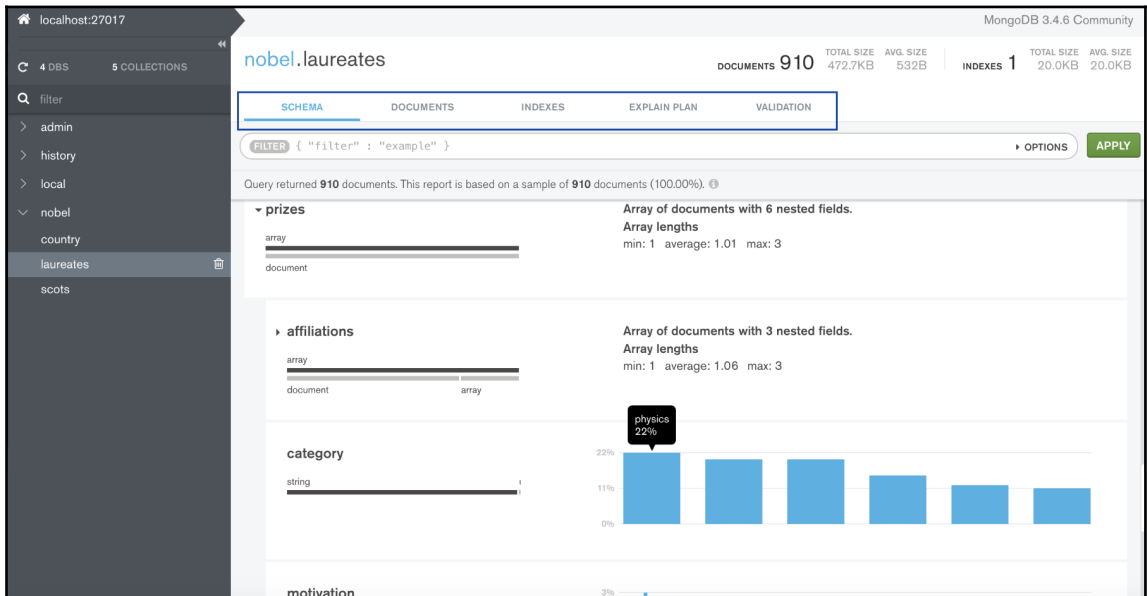 localhost:27017
MongoDB 3.4.6 Community
4 DBS 5 COLLECTIONS
filter
admin
history
local
nobel
country
laureates
scots
nobel.laureates
DOCUMENTS 910 TOTAL SIZE 472.7KB AVG. SIZE 532B INDEXES 1 TOTAL SIZE 20.0KB AVG. SIZE 20.0KB
SCHEMA DOCUMENTS INDEXES EXPLAIN PLAN VALIDATION
FILTER { "filter" : "example" } OPTIONS APPLY
Query returned 910 documents. This report is based on a sample of 910 documents (100.00%).
prizes
array
document
Array of documents with 6 nested fields.
Array lengths
min: 1 average: 1.01 max: 3
affiliations
array
document array
Array of documents with 3 nested fields.
Array lengths
min: 1 average: 1.06 max: 3
category
string
physics
22%
22%
11%
0%
motivation
3%